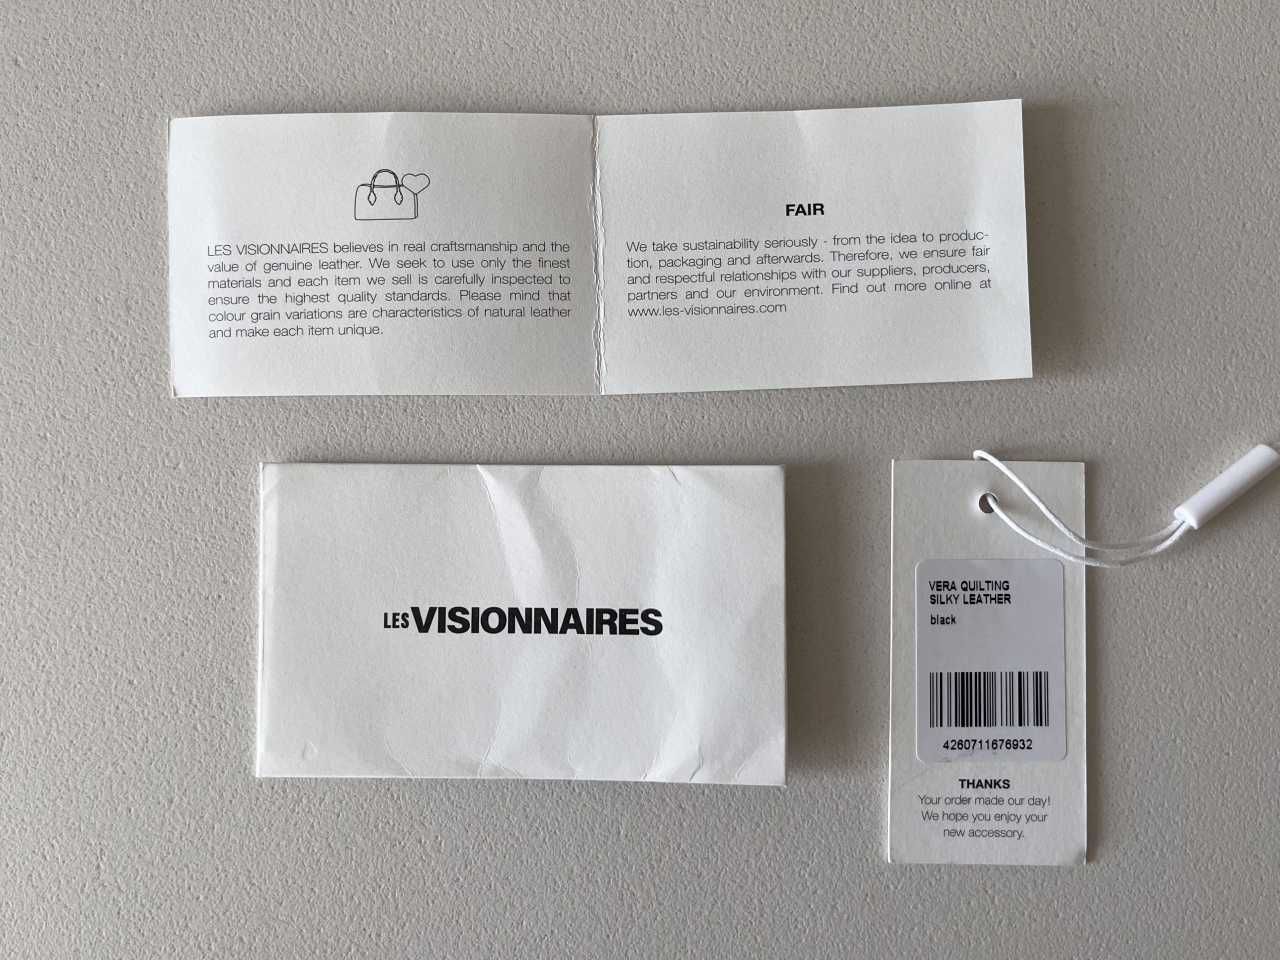 LES VISIONNAIRES believes in real craftsmanship and the
value of genuine leather. We seek to use only the finest
materials and each item we sell is carefully inspected to
ensure the highest quality standards. Please mind that
colour grain variations are characteristics of natural leather
and make each item unique.
FAIR
We take sustainability seriously - from the idea to produc-
tion, packaging and afterwards. Therefore, we ensure fair
and respectful relationships with our suppliers, producers,
partners and our environment. Find out more online at
www.les-visionnaires.com
LES VISIONNAIRES
VERA QUILTING
SILKY LEATHER
black
4260711676932
THANKS
Your order made our day!
We hope you enjoy your
new accessory.